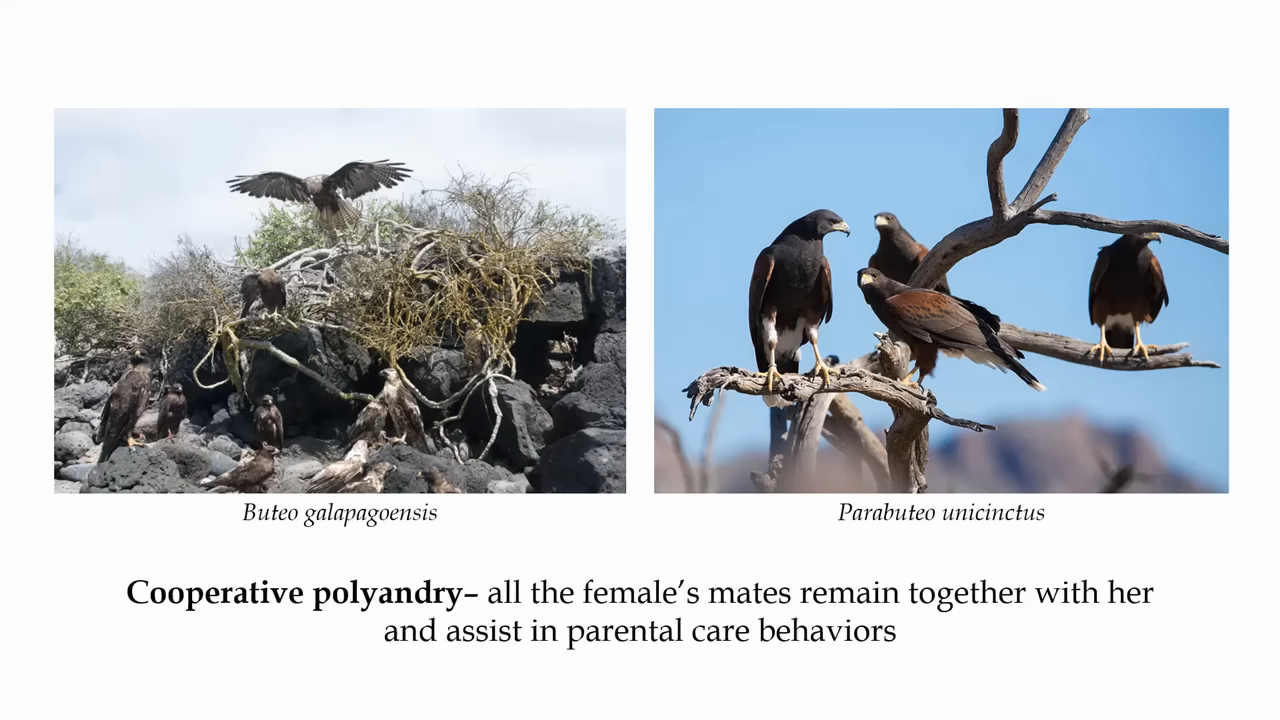 Buteo galapagoensis
Parabuteo unicinctus
Cooperative polyandry– all the female’s mates remain together with her
and assist in parental care behaviors